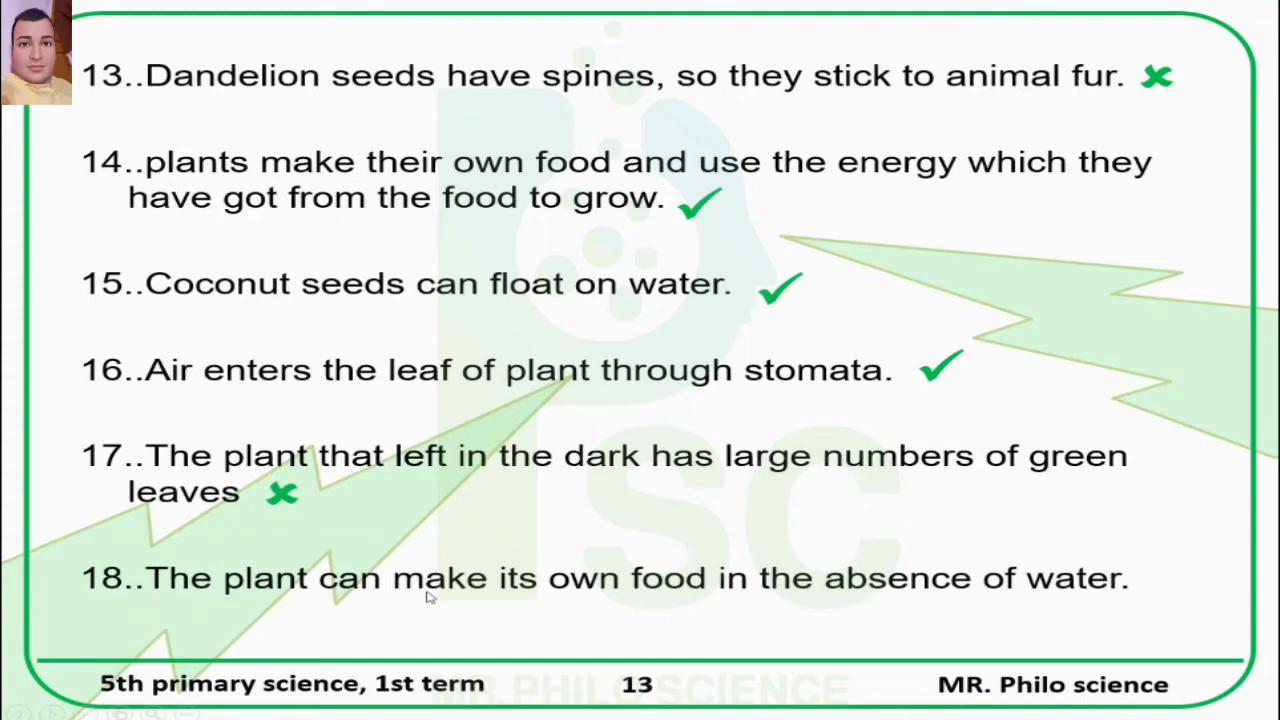 13..Dandelion seeds have spines, so they stick to animal fur.
14..plants make their own food and use the energy which they
have got from the food to grow.
15..Coconut seeds can float on water.
16..Air enters the leaf of plant through stomata.
17..The plant that left in the dark has large numbers of green
leaves
18..The plant can make its own food in the absence of water.
PSC
MR. PHILO SCIENCE
5th primary science, 1st term 13 MR. Philo science